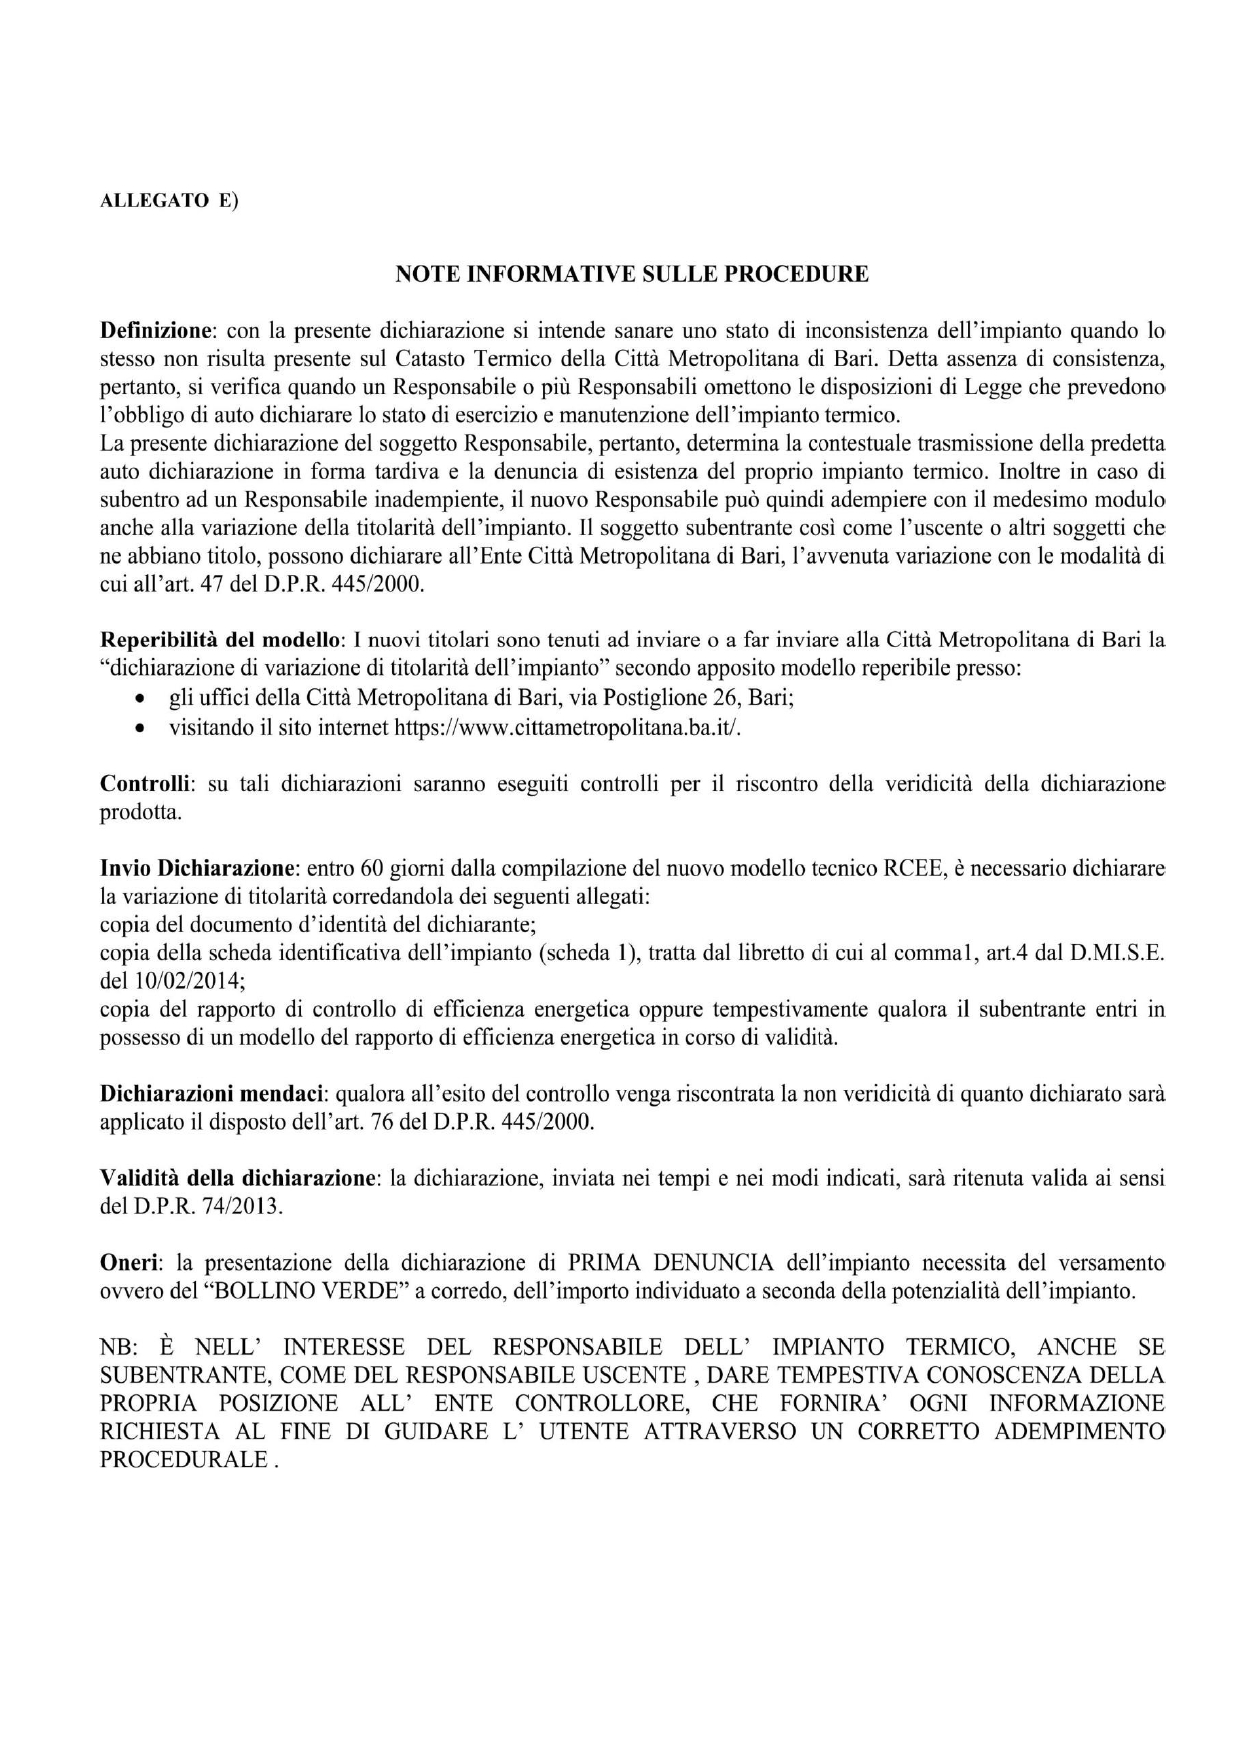 ALLEGATO E)
NOTE INFORMATIVE SULLE PROCEDURE
Definizione: con la presente dichiarazione si intende sanare uno stato di inconsistenza dell’impianto quando lo
stesso non risulta presente sul Catasto Termico della Città Metropolitana di Bari. Detta assenza di consistenza,
pertanto, si verifica quando un Responsabile o più Responsabili omettono le disposizioni di Legge che prevedono
l’obbligo di auto dichiarare lo stato di esercizio e manutenzione dell’impianto termico.
La presente dichiarazione del soggetto Responsabile, pertanto, determina la contestuale trasmissione della predetta
auto dichiarazione in forma tardiva e la denuncia di esistenza del proprio impianto termico. Inoltre in caso di
subentro ad un Responsabile inadempiente, il nuovo Responsabile può quindi adempiere con il medesimo modulo
anche alla variazione della titolarità dell’impianto. Il soggetto subentrante così come l’uscente o altri soggetti che
ne abbiano titolo, possono dichiarare all’Ente Città Metropolitana di Bari, l’avvenuta variazione con le modalità di
cui all’art. 47 del D.P.R. 445/2000.
Reperibilità del modello: I nuovi titolari sono tenuti ad inviare o a far inviare alla Città Metropolitana di Bari la
“dichiarazione di variazione di titolarità dell’impianto” secondo apposito modello reperibile presso:
• gli uffici della Città Metropolitana di Bari, via Postiglione 26, Bari;
• visitando il sito internet https://www.cittametropolitana.ba.it/.
Controlli: su tali dichiarazioni saranno eseguiti controlli per il riscontro della veridicità della dichiarazione
prodotta.
Invio Dichiarazione: entro 60 giorni dalla compilazione del nuovo modello tecnico RCEE, è necessario dichiarare
la variazione di titolarità corredandola dei seguenti allegati:
copia del documento d’identità del dichiarante;
copia della scheda identificativa dell’impianto (scheda 1), tratta dal libretto di cui al comma1, art.4 dal D.MI.S.E.
del 10/02/2014;
copia del rapporto di controllo di efficienza energetica oppure tempestivamente qualora il subentrante entri in
possesso di un modello del rapporto di efficienza energetica in corso di validità.
Dichiarazioni mendaci: qualora all’esito del controllo venga riscontrata la non veridicità di quanto dichiarato sarà
applicato il disposto dell’art. 76 del D.P.R. 445/2000.
Validità della dichiarazione: la dichiarazione, inviata nei tempi e nei modi indicati, sarà ritenuta valida ai sensi
del D.P.R. 74/2013.
Oneri: la presentazione della dichiarazione di PRIMA DENUNCIA dell’impianto necessita del versamento
ovvero del “BOLLINO VERDE” a corredo, dell’importo individuato a seconda della potenzialità dell’impianto.
NB: È NELL’ INTERESSE DEL RESPONSABILE DELL’ IMPIANTO TERMICO, ANCHE SE
SUBENTRANTE, COME DEL RESPONSABILE USCENTE , DARE TEMPESTIVA CONOSCENZA DELLA
PROPRIA POSIZIONE ALL’ ENTE CONTROLLORE, CHE FORNIRA’ OGNI INFORMAZIONE
RICHIESTA AL FINE DI GUIDARE L’ UTENTE ATTRAVERSO UN CORRETTO ADEMPIMENTO
PROCEDURALE .